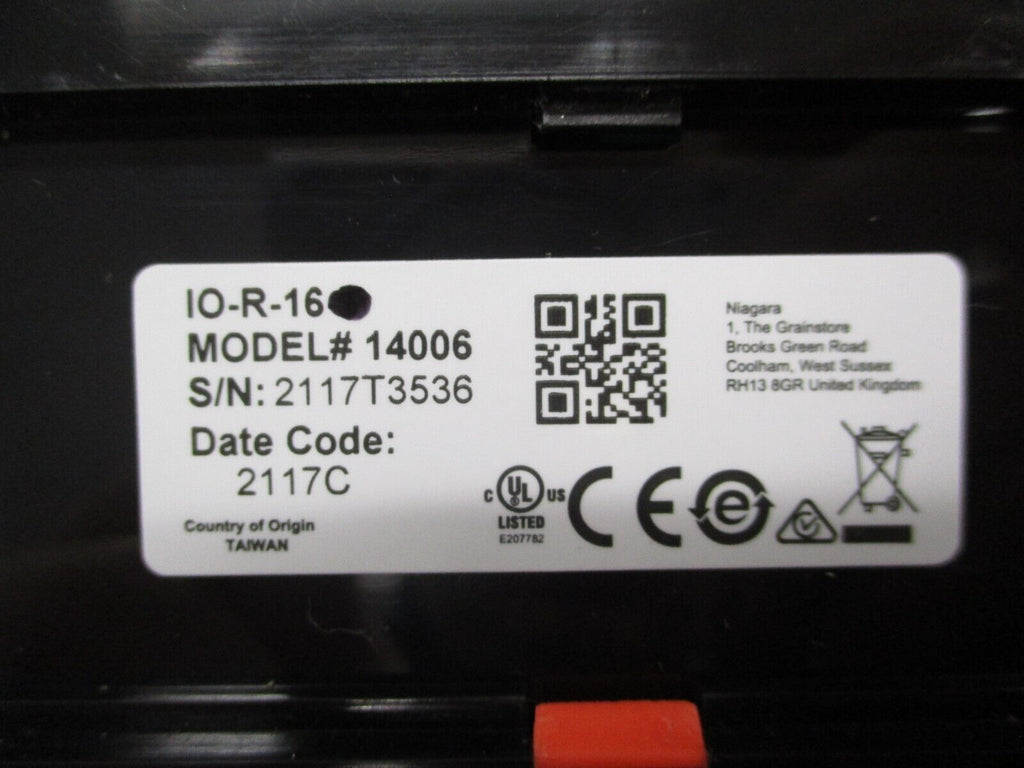 IO-R-16
MODEL# 14006
S/N: 2117T3536
Date Code:
2117C
Country of Origin
TAIWAN
Niagara
1, The Grainstore
Brooks Green Road
Coolham, West Sussex
RH13 8GR United Kingdom
C UL US
LISTED
E207782
CE
e